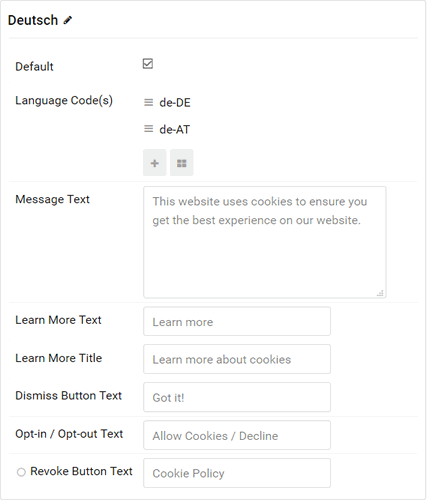 Deutsch
Default
Language Code(s)
de-DE
de-AT
Message Text
This website uses cookies to ensure you
get the best experience on our website.
Learn More Text
Learn more
Learn More Title
Learn more about cookies
Dismiss Button Text
Got it!
Opt-in / Opt-out Text
Allow Cookies / Decline
Revoke Button Text
Cookie Policy